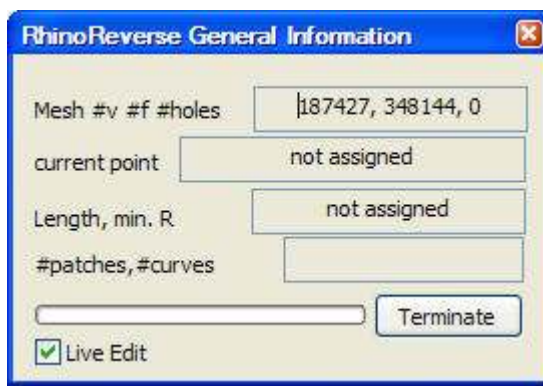 RhinoReverse General Information
Mesh #v #f #holes 187427, 348144, 0
current point not assigned
Length, min. R not assigned
#patches, #curves
Terminate
Live Edit